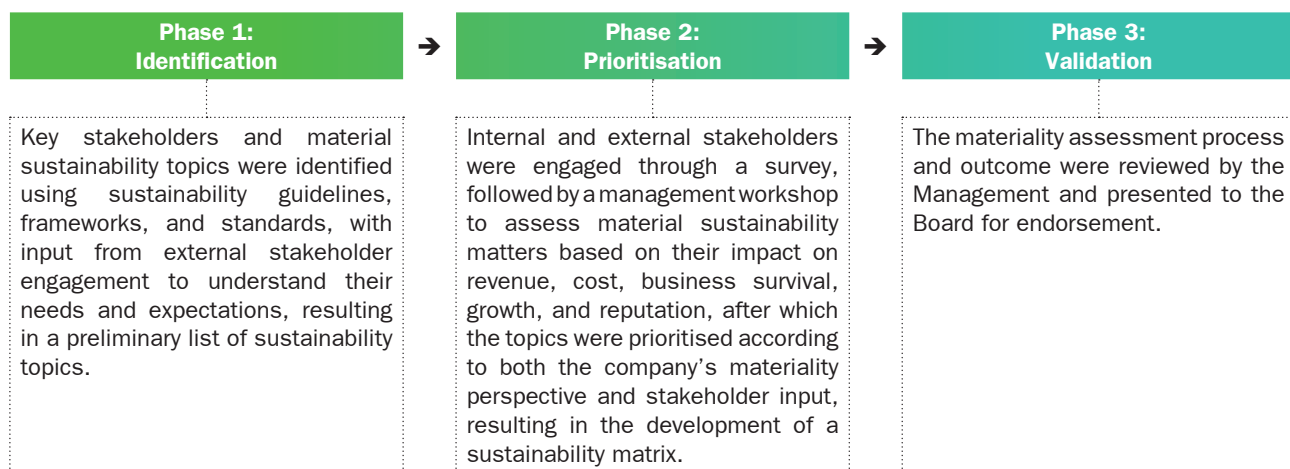 Phase 1:
Identification
➔
Phase 2:
Prioritisation
➔
Phase 3:
Validation
Key stakeholders and material
sustainability topics were identified
using sustainability guidelines,
frameworks, and standards, with
input from external stakeholder
engagement to understand their
needs and expectations, resulting
in a preliminary list of sustainability
topics.
Internal and external stakeholders
were engaged through a survey,
followed by a management workshop
to assess material sustainability
matters based on their impact on
revenue, cost, business survival,
growth, and reputation, after which
the topics were prioritised according
to both the company’s materiality
perspective and stakeholder input,
resulting in the development of a
sustainability matrix.
The materiality assessment process
and outcome were reviewed by the
Management and presented to the
Board for endorsement.